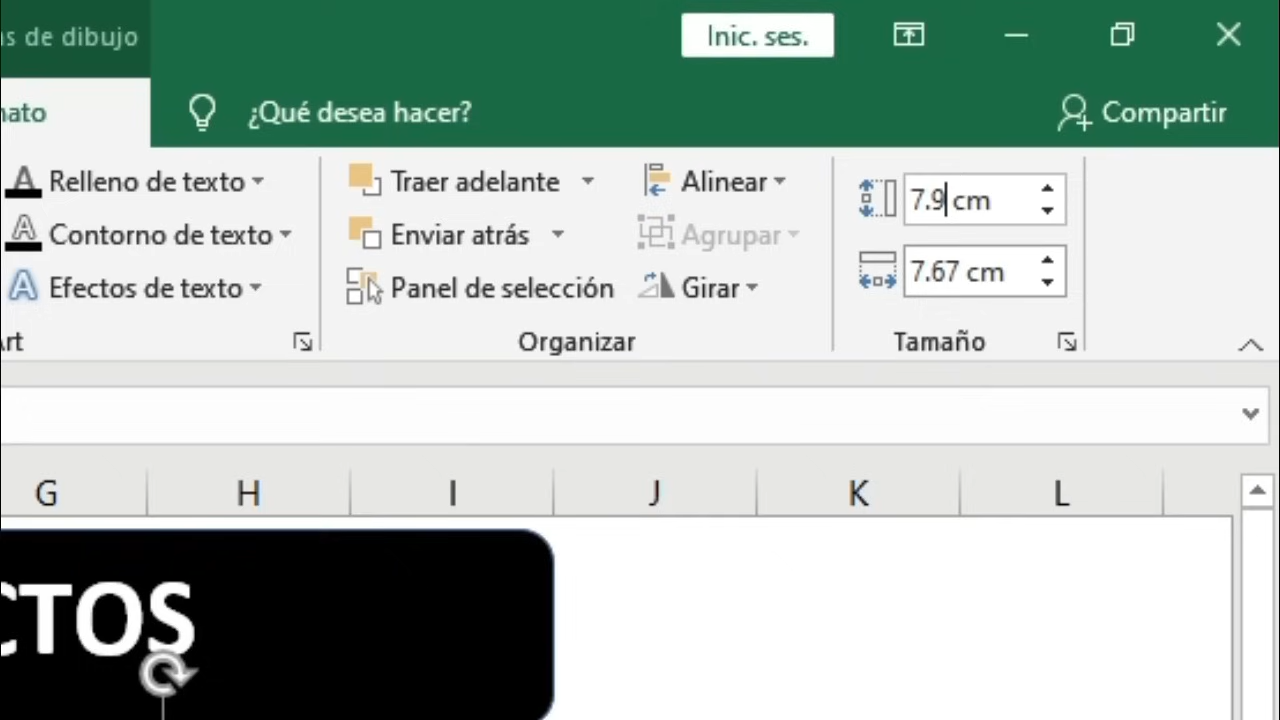 s de dibujo
Inic. ses.
ato
¿Qué desea hacer?
Compartir
Relleno de texto
Traer adelante
Alinear
7.9 cm
Contorno de texto
Enviar atrás
Agrupar
Efectos de texto
Panel de selección
Girar
7.67 cm
rt
Organizar
Tamaño
G H I J K L
CTOS